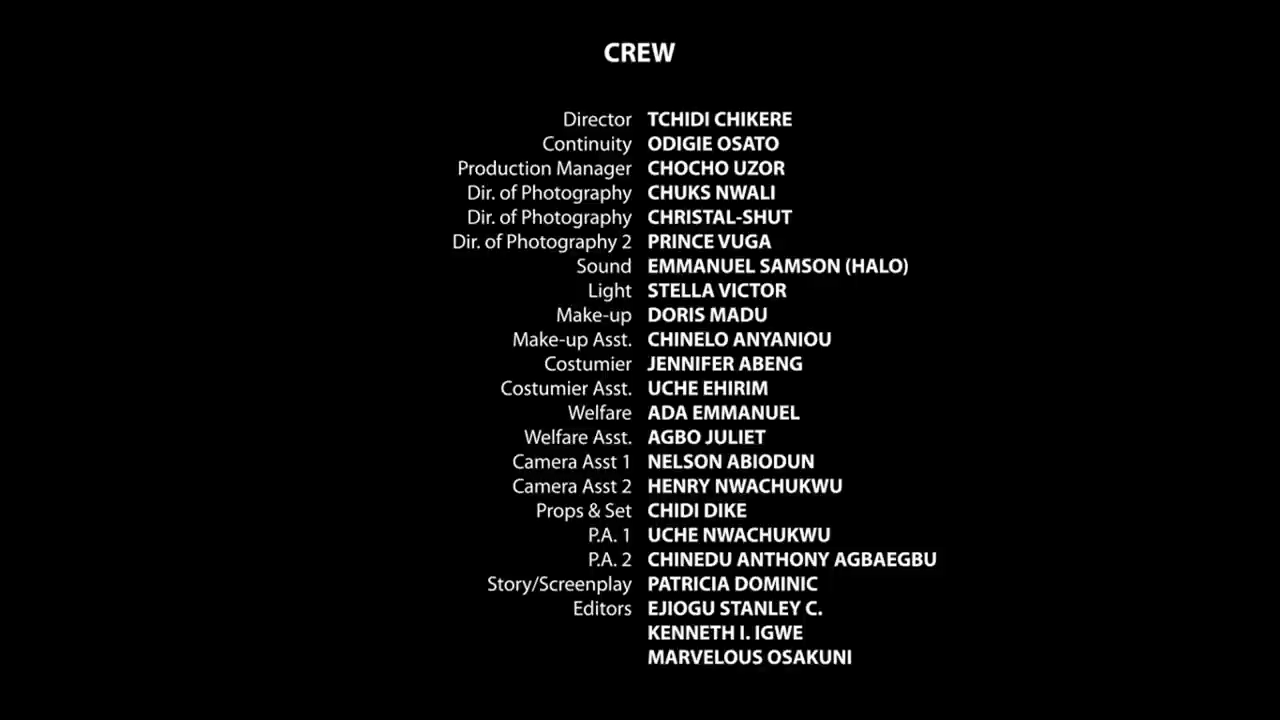 CREW
Director TCHIDI CHIKERE
Continuity ODIGIE OSATO
Production Manager CHOCHO UZOR
Dir. of Photography CHUKS NWALI
Dir. of Photography CHRISTAL-SHUT
Dir. of Photography 2 PRINCE VUGA
Sound EMMANUEL SAMSON (HALO)
Light STELLA VICTOR
Make-up DORIS MADU
Make-up Asst. CHINELO ANYANIOU
Costumier JENNIFER ABENG
Costumier Asst. UCHE EHIRIM
Welfare ADA EMMANUEL
Welfare Asst. AGBO JULIET
Camera Asst 1 NELSON ABIODUN
Camera Asst 2 HENRY NWACHUKWU
Props & Set CHIDI DIKE
P.A. 1 UCHE NWACHUKWU
P.A. 2 CHINEDU ANTHONY AGBAEGBU
Story/Screenplay PATRICIA DOMINIC
Editors EJIOGU STANLEY C.
KENNETH I. IGWE
MARVELOUS OSAKUNI